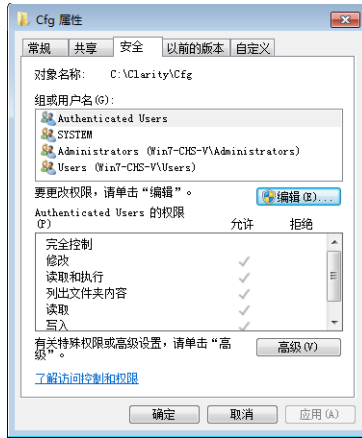 Cfg 属性
常规 共享 安全 以前的版本 自定义
对象名称: C:\Clarity\Cfg
组或用户名(G):
Authenticated Users
SYSTEM
Administrators (Win7-CHS-V\Administrators)
Users (Win7-CHS-V\Users)
要更改权限，请单击“编辑”。 编辑(E)...
Authenticated Users 的权限
(P) 允许 拒绝
完全控制
修改
读取和执行
列出文件夹内容
读取
写入
有关特殊权限或高级设置，请单击“高
级”。 高级(V)
了解访问控制和权限
确定 取消 应用(A)